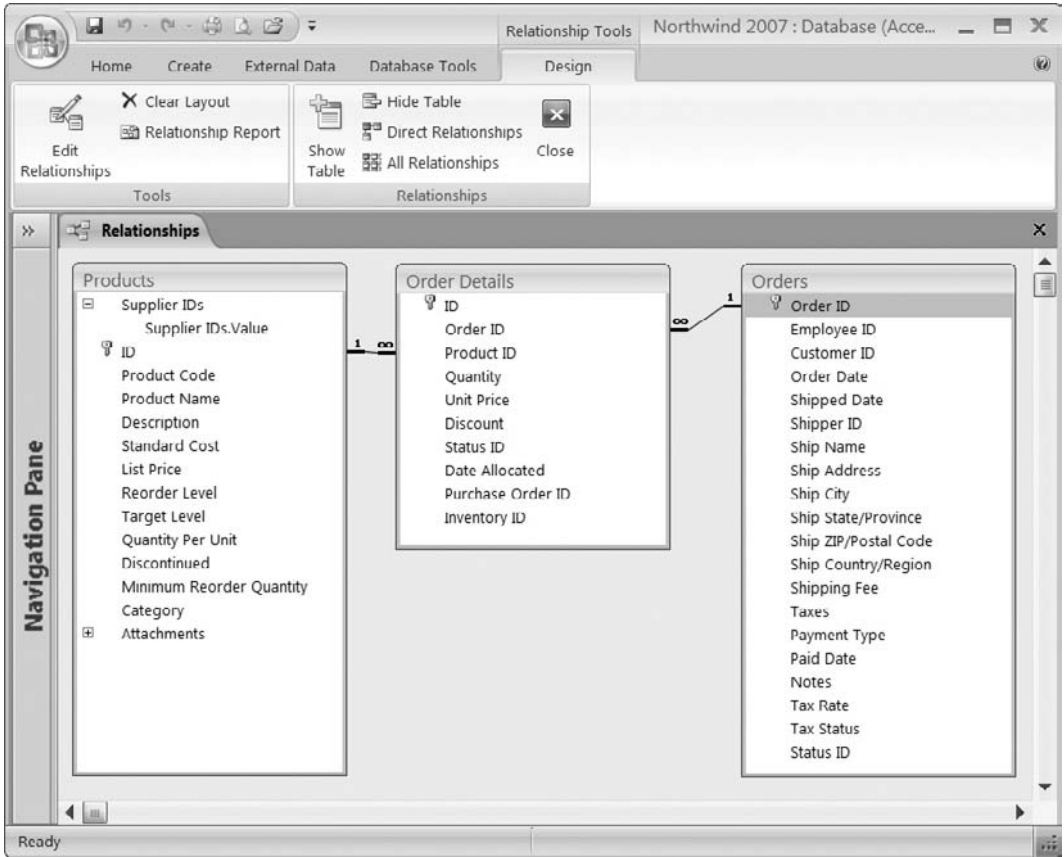 Relationship Tools
Northwind 2007 : Database (Acce...
Home
Create
External Data
Database Tools
Design
Edit Relationships
Clear Layout
Relationship Report
Tools
Show Table
Hide Table
Direct Relationships
All Relationships
Close
Relationships
Relationships
Navigation Pane
Products
Supplier IDs
Supplier IDs.Value
ID
Product Code
Product Name
Description
Standard Cost
List Price
Reorder Level
Target Level
Quantity Per Unit
Discontinued
Minimum Reorder Quantity
Category
Attachments
1 ∞
Order Details
ID
Order ID
Product ID
Quantity
Unit Price
Discount
Status ID
Date Allocated
Purchase Order ID
Inventory ID
∞ 1
Orders
Order ID
Employee ID
Customer ID
Order Date
Shipped Date
Shipper ID
Ship Name
Ship Address
Ship City
Ship State/Province
Ship ZIP/Postal Code
Ship Country/Region
Shipping Fee
Taxes
Payment Type
Paid Date
Notes
Tax Rate
Tax Status
Status ID
Ready